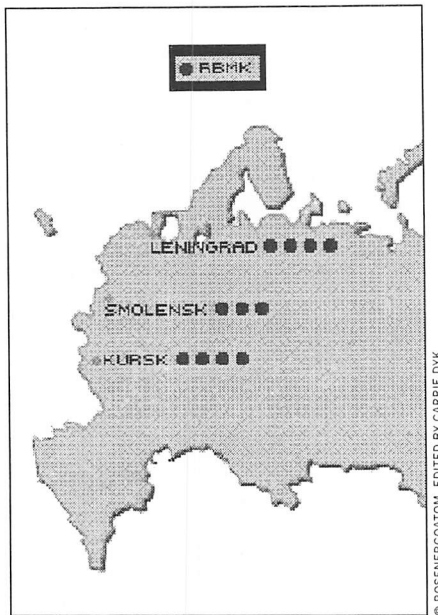 RBMK
LENINGRAD
SMOLENSK
KURSK
© ROSENERGOATOM, EDITED BY CARRIE DYK